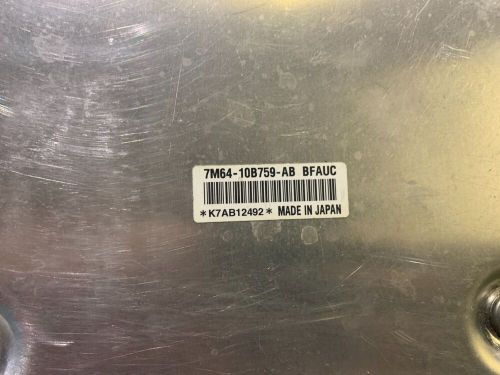 7M64-10B759-AB BFAUC
*K7AB12492* MADE IN JAPAN